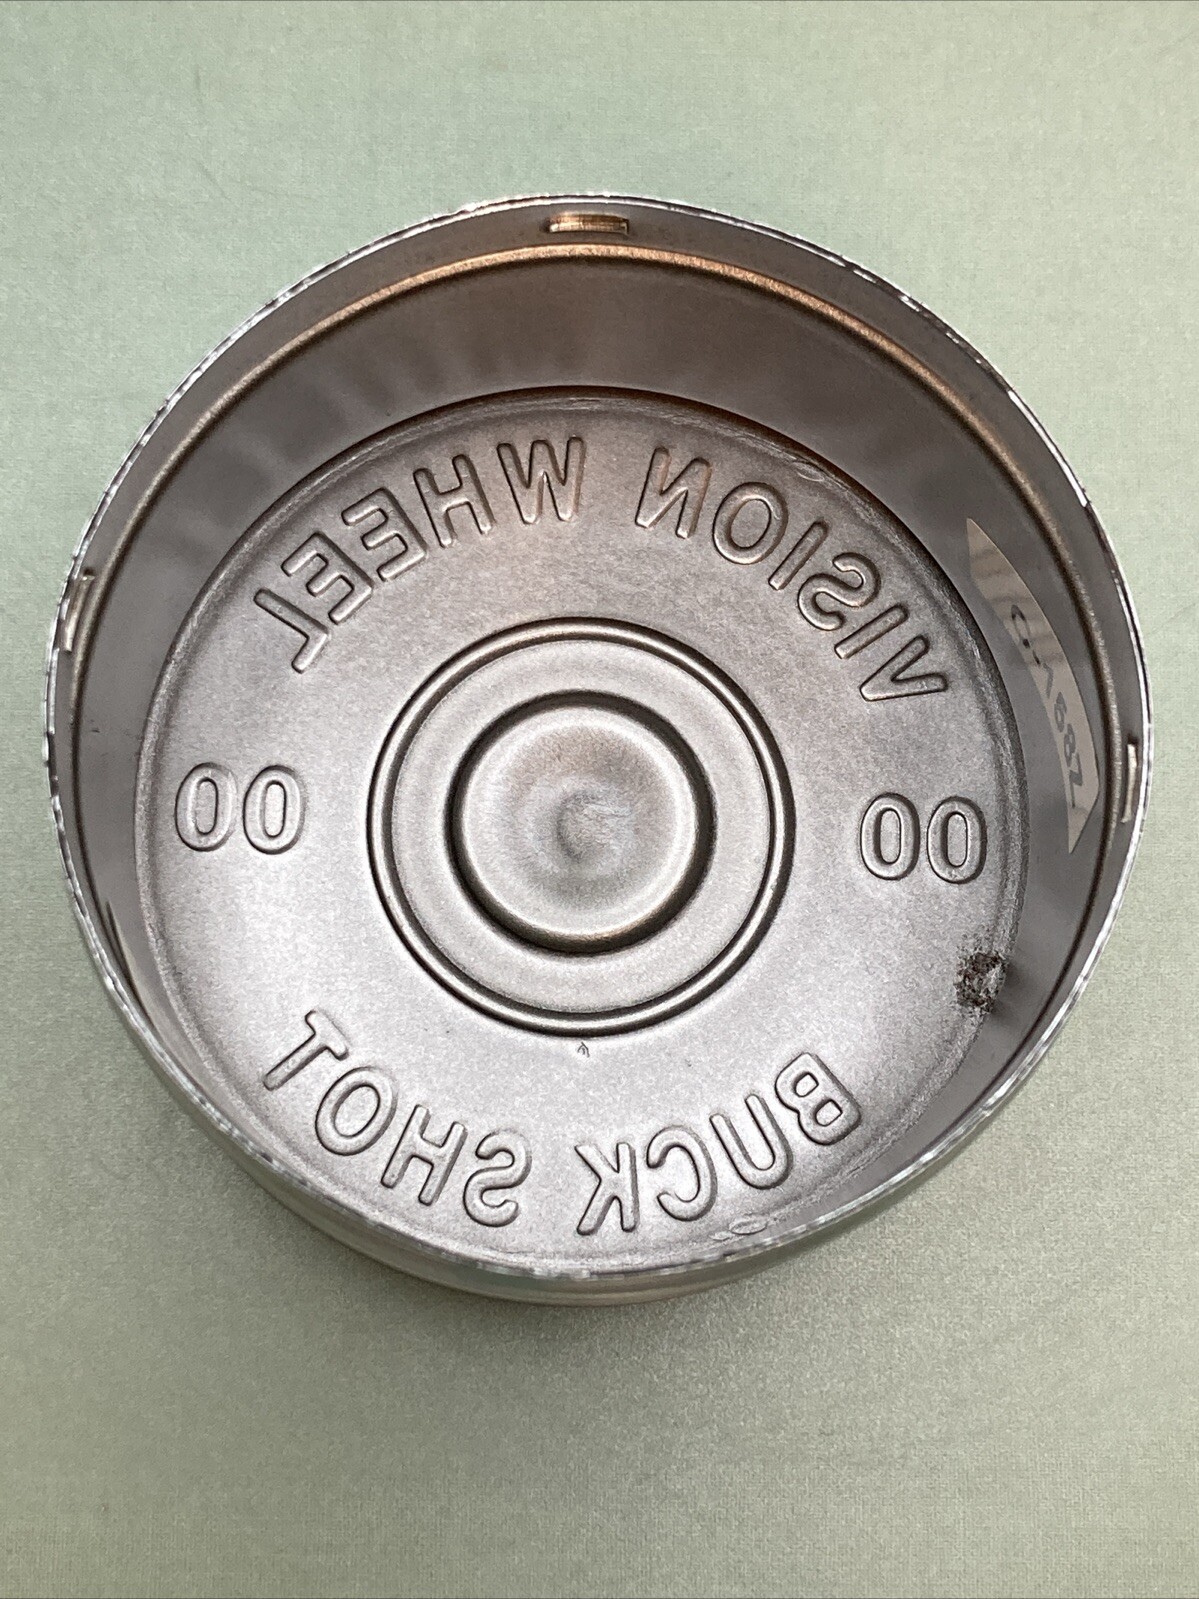 VISION WHEEL
00
00
BUCK SHOT